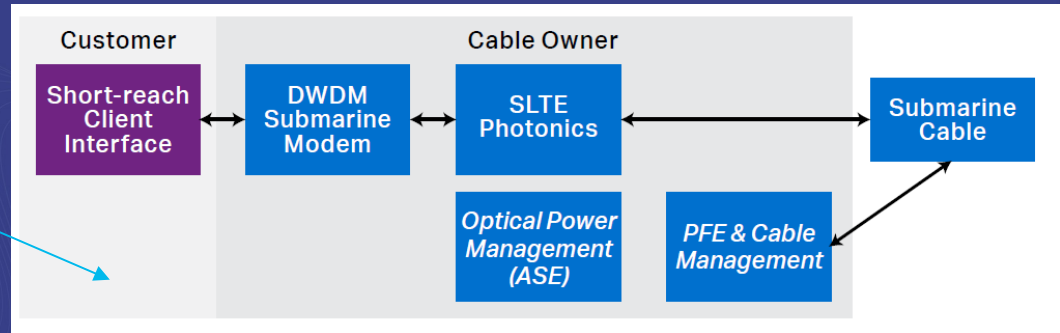 Customer
Cable Owner
Short-reach
Client
Interface
DWDM
Submarine
Modem
SLTE
Photonics
Submarine
Cable
Optical Power
Management
(ASE)
PFE & Cable
Management